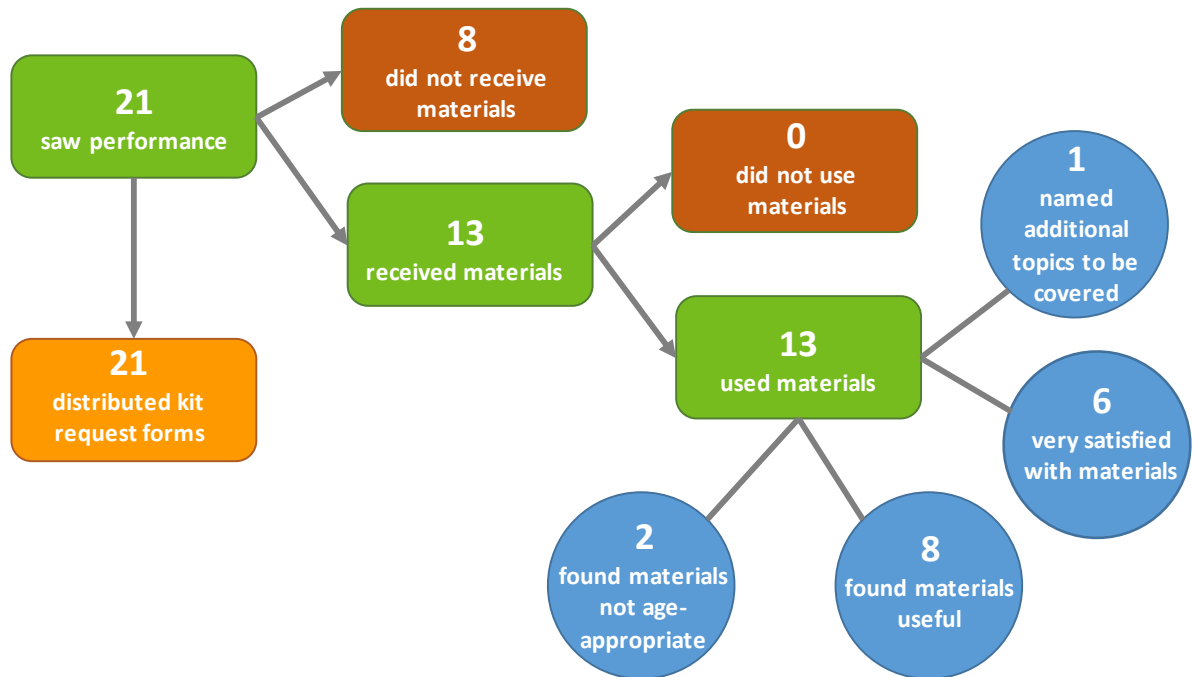 21
saw performance
8
did not receive
materials
13
received materials
0
did not use
materials
1
named
additional
topics to be
covered
21
distributed kit
request forms
13
used materials
6
very satisfied
with materials
2
found materials
not age-
appropriate
8
found materials
useful